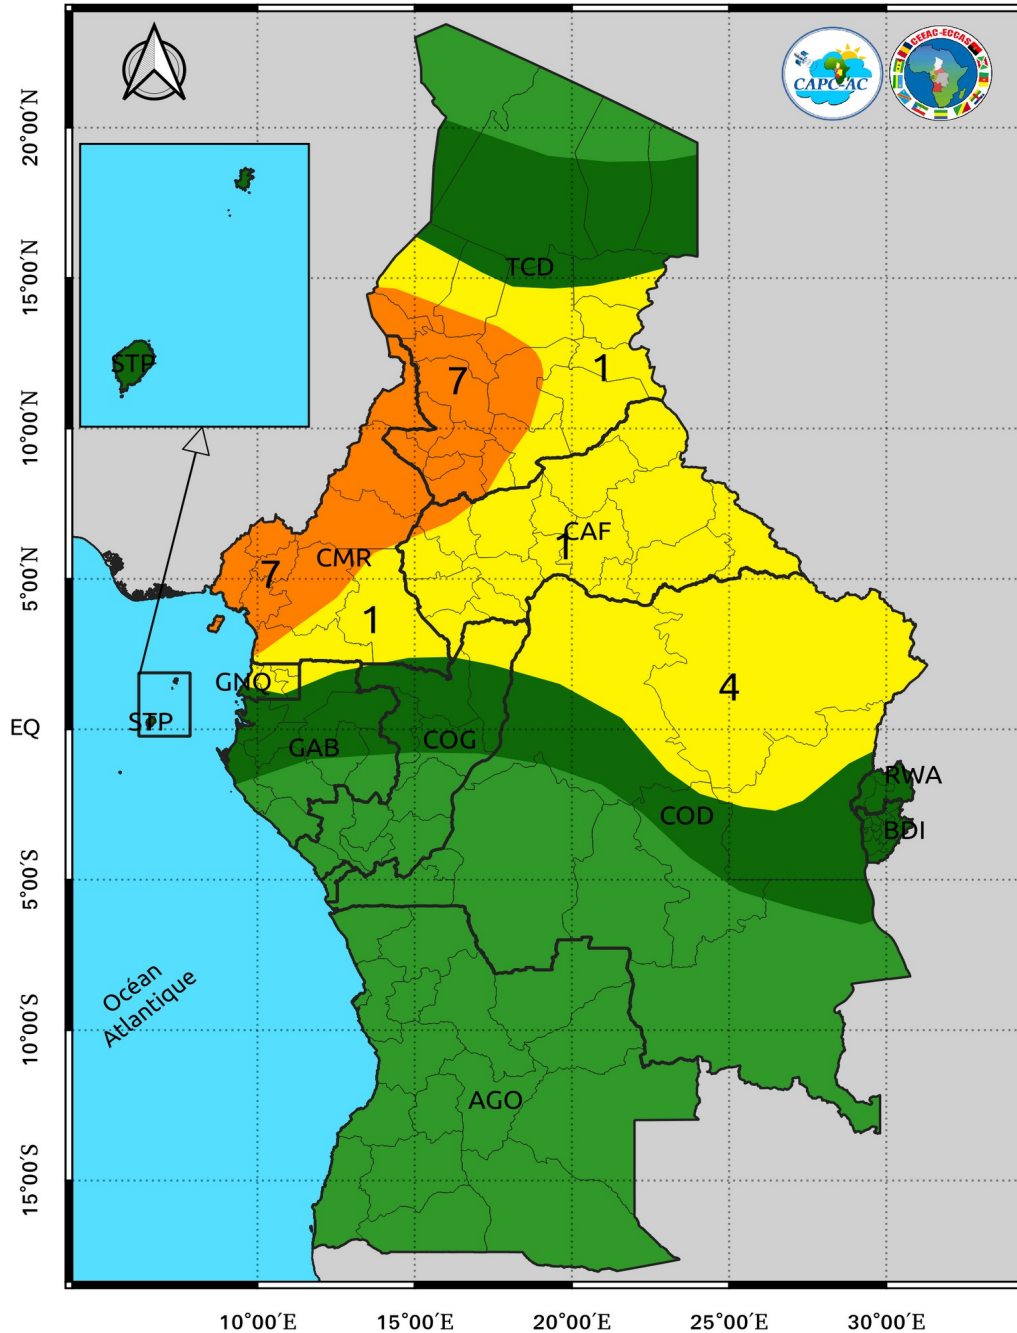 CAPC-AC
CEEAC-ECCAS
20°00′N
15°00′N
10°00′N
5°00′N
EQ
5°00′S
10°00′S
15°00′S
STP
TCD
7
1
CAF
1
CMR
7
1
GNQ
4
STP
GAB
COG
RWA
COD
BDI
Océan
Atlantique
AGO
10°00′E
15°00′E
20°00′E
25°00′E
30°00′E